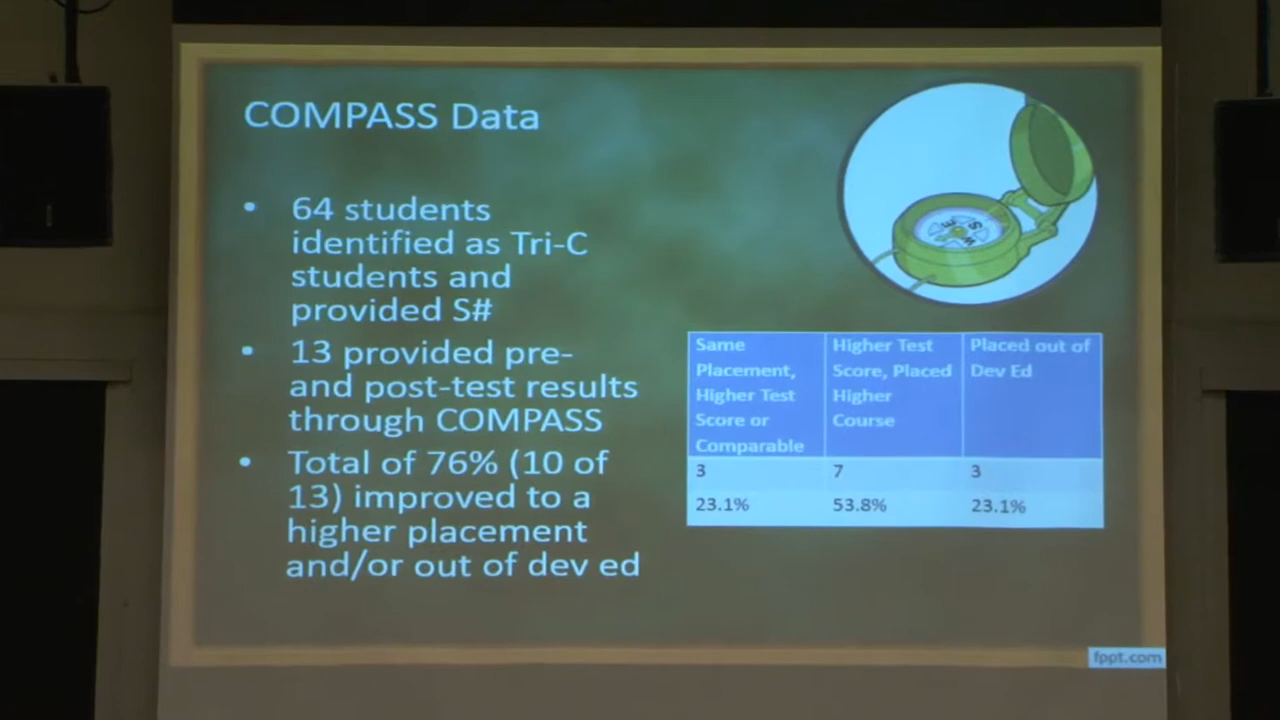 COMPASS Data
• 64 students
identified as Tri-C
students and
provided S#
• 13 provided pre-
and post-test results
through COMPASS
• Total of 76% (10 of
13) improved to a
higher placement
and/or out of dev ed
Same
Placement,
Higher Test
Score or
Comparable
Higher Test
Score, Placed
Higher
Course
Placed out of
Dev Ed
3 7 3
23.1% 53.8% 23.1%
fppt.com